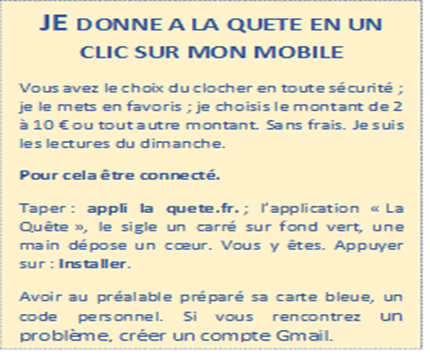 JE DONNE A LA QUETE EN UN
CLIC SUR MON MOBILE
Vous avez le choix du clocher en toute sécurité ;
je le mets en favoris ; je choisis le montant de 2
à 10 € ou tout autre montant. Sans frais. Je suis
les lectures du dimanche.
Pour cela être connecté.
Taper : appli la quete.fr. ; l'application « La
Quête », le sigle un carré sur fond vert, une
main dépose un cœur. Vous y êtes. Appuyer
sur : Installer.
Avoir au préalable préparé sa carte bleue, un
code personnel. Si vous rencontrez un
problème, créer un compte Gmail.